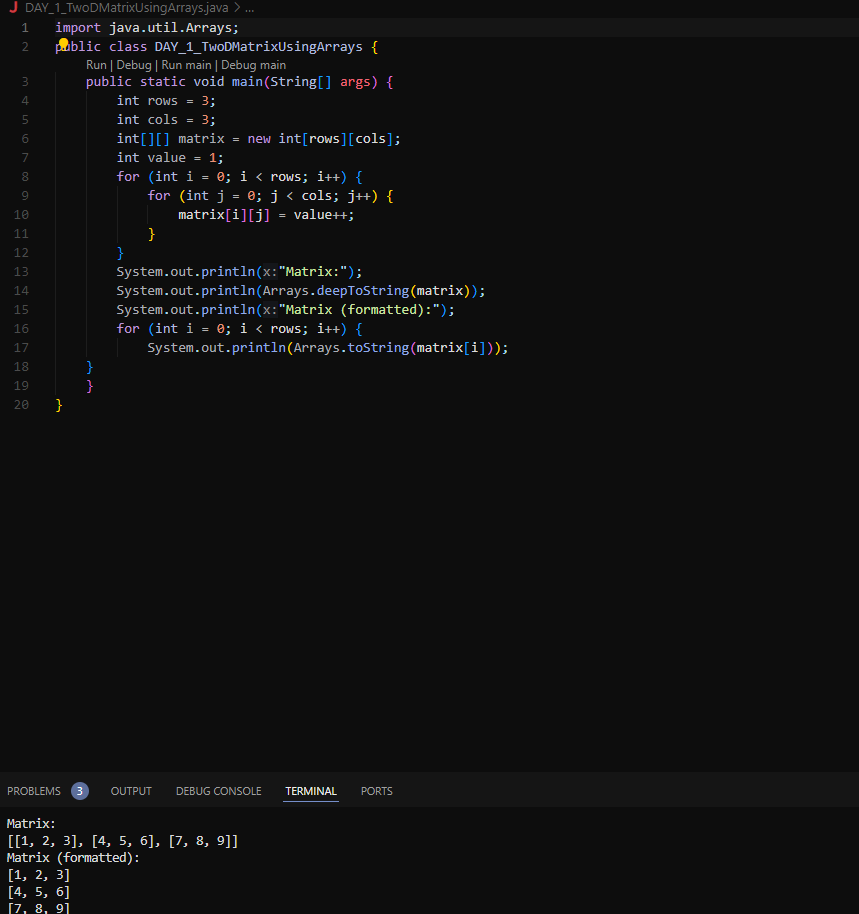 J DAY_1_TwoDMatrixUsingArrays.java > ...
1 import java.util.Arrays;
2 public class DAY_1_TwoDMatrixUsingArrays {
Run | Debug | Run main | Debug main
3 public static void main(String[] args) {
4 int rows = 3;
5 int cols = 3;
6 int[][] matrix = new int[rows][cols];
7 int value = 1;
8 for (int i = 0; i < rows; i++) {
9 for (int j = 0; j < cols; j++) {
10 matrix[i][j] = value++;
11 }
12 }
13 System.out.println(x:"Matrix:");
14 System.out.println(Arrays.deepToString(matrix));
15 System.out.println(x:"Matrix (formatted):");
16 for (int i = 0; i < rows; i++) {
17 System.out.println(Arrays.toString(matrix[i]));
18 }
19 }
20 }
PROBLEMS 3 OUTPUT DEBUG CONSOLE TERMINAL PORTS
Matrix:
[[1, 2, 3], [4, 5, 6], [7, 8, 9]]
Matrix (formatted):
[1, 2, 3]
[4, 5, 6]
[7, 8, 9]